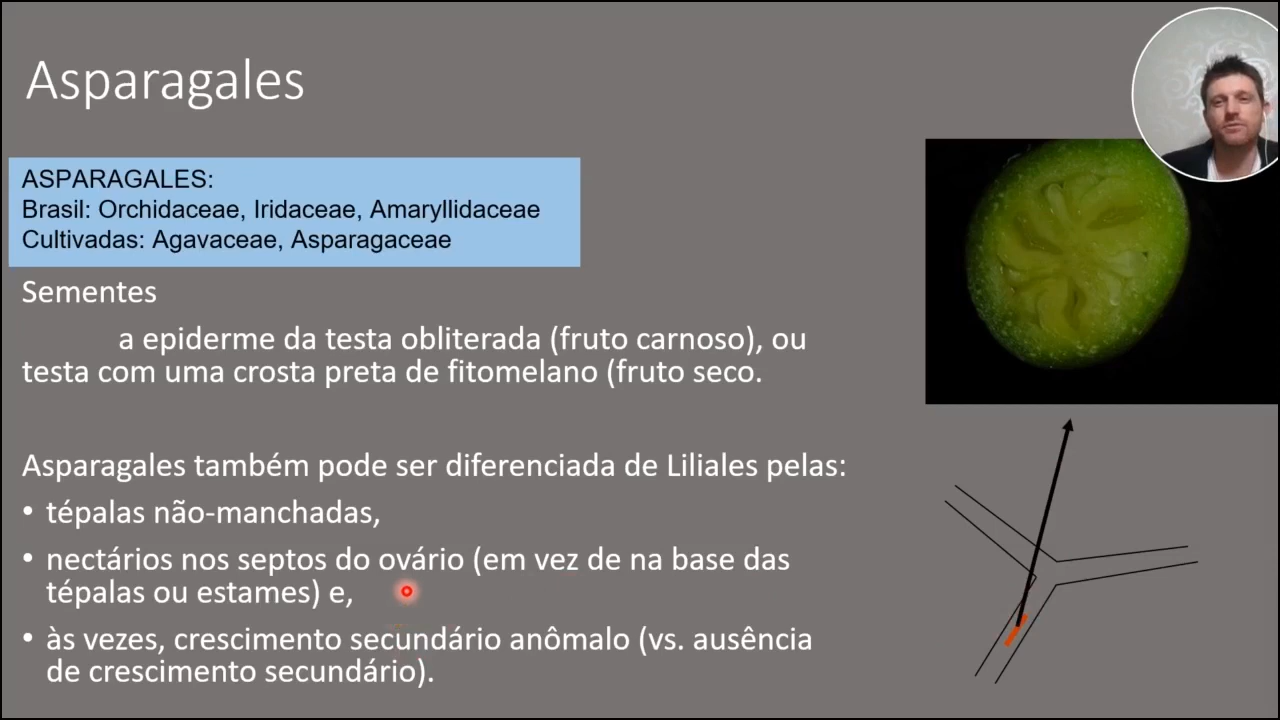 Asparagales
ASPARAGALES:
Brasil: Orchidaceae, Iridaceae, Amaryllidaceae
Cultivadas: Agavaceae, Asparagaceae
Sementes
a epiderme da testa obliterada (fruto carnoso), ou
testa com uma crosta preta de fitomelano (fruto seco.
Asparagales também pode ser diferenciada de Liliales pelas:
• tépalas não-manchadas,
• nectários nos septos do ovário (em vez de na base das
tépalas ou estames) e,
• às vezes, crescimento secundário anômalo (vs. ausência
de crescimento secundário).